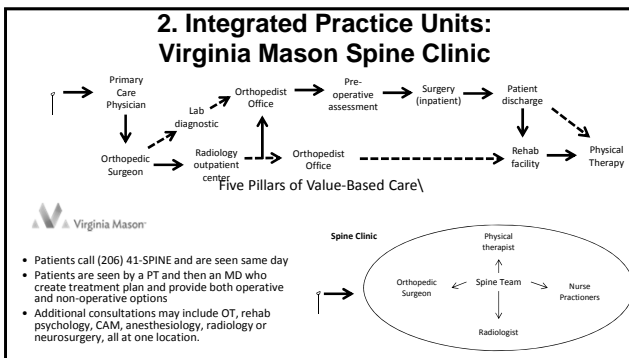 2. Integrated Practice Units:
Virginia Mason Spine Clinic
Primary
Care
Physician
Lab
diagnostic
Orthopedist
Office
Pre-
operative
assessment
Surgery
(inpatient)
Patient
discharge
Orthopedic
Surgeon
Radiology
outpatient
center
Orthopedist
Office
Rehab
facility
Physical
Therapy
Five Pillars of Value-Based Care\
Virginia Mason™
• Patients call (206) 41-SPINE and are seen same day
• Patients are seen by a PT and then an MD who
create treatment plan and provide both operative
and non-operative options
• Additional consultations may include OT, rehab
psychology, CAM, anesthesiology, radiology or
neurosurgery, all at one location.
Spine Clinic
Physical
therapist
Orthopedic
Surgeon
Spine Team
Nurse
Practioners
Radiologist